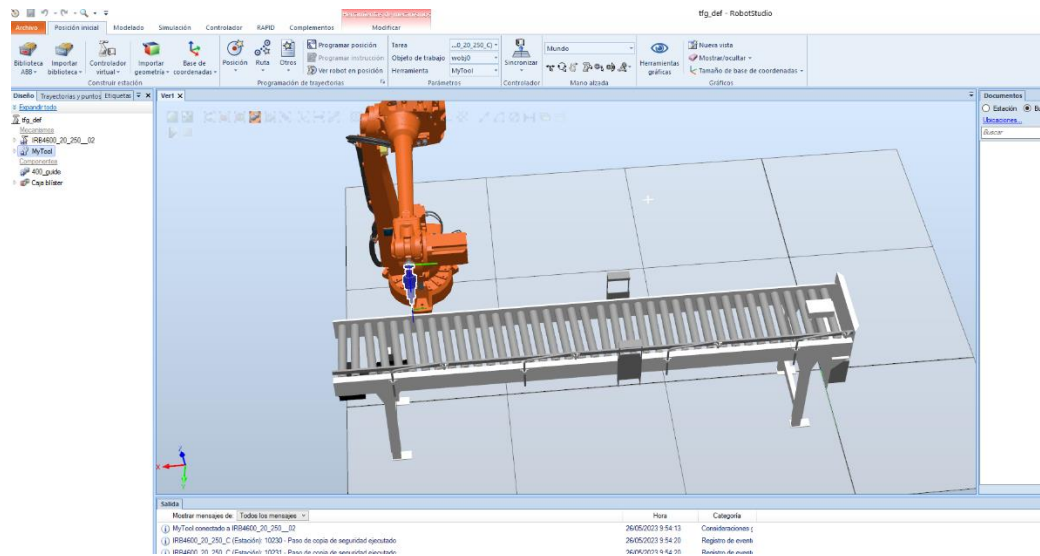 tfg_def - RobotStudio
Archivo Posición inicial Modelado Simulación Controlador RAPID Complementos Modificar
Biblioteca ABB
Importar biblioteca
Controlador virtual
Importar geometría
Base de coordenadas
Construir estación
Posición
Ruta
Otros
Programar posición
Programar instrucción
Ver robot en posición
Programación de trayectorias
Tarea ...0_20_250_C)
Objeto de trabajo wobj0
Herramienta MyTool
Parámetros
Sincronizar
Controlador
Mundo
Mano alzada
Herramientas gráficas
Nueva vista
Mostrar/ocultar
Tamaño de base de coordenadas
Gráficos
Diseño Trayectorias y puntos Etiquetas
Expandir todo
tfg_def
Mecanismos
IRB4600_20_250__02
MyTool
Componentes
400_guide
Caja blíster
Ver1
X
Z
Y
Documentos
Estación
Ubicaciones...
Buscar
Salida
Mostrar mensajes de: Todos los mensajes
Hora Categoría
MyTool conectado a IRB4600_20_250__02 26/05/2023 9:54:13 Consideraciones g
IRB4600_20_250_C (Estación): 10230 - Paso de copia de seguridad ejecutado 26/05/2023 9:54:20 Registro de event
IRB4600_20_250_C (Estación): 10231 - Paso de copia de seguridad ejecutado 26/05/2023 9:54:20 Registro de event